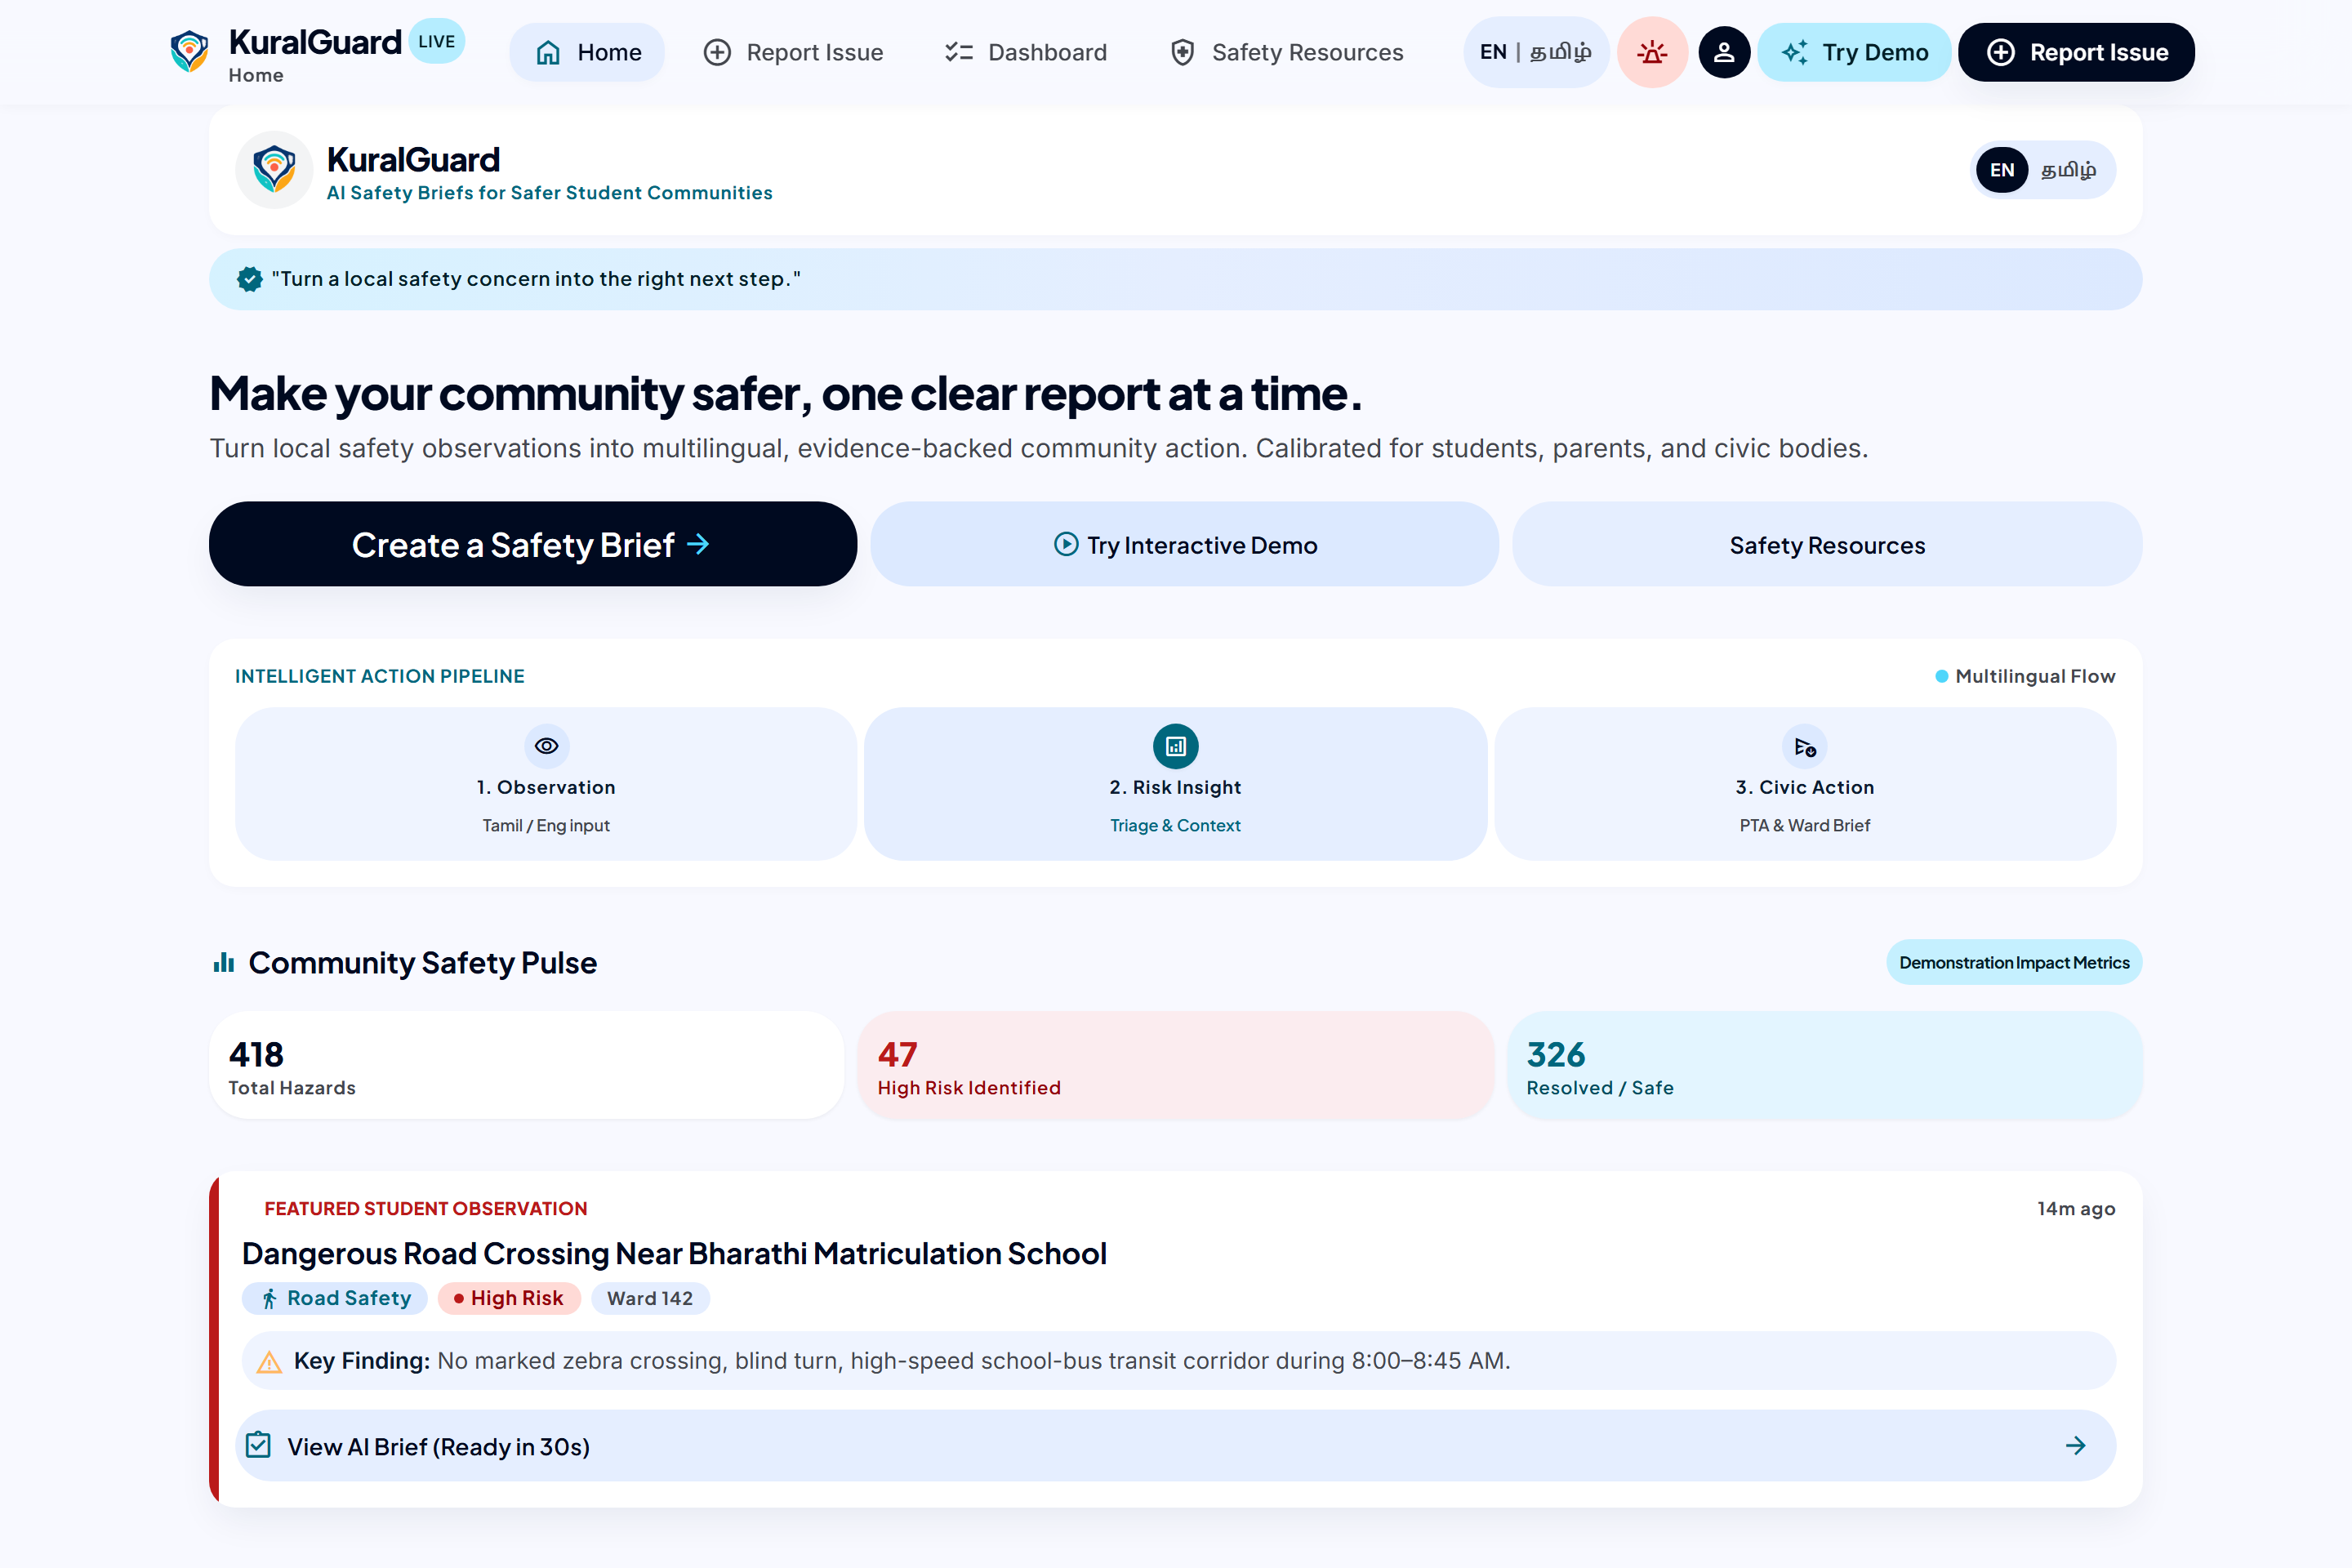 KuralGuard LIVE
Home
Home
Report Issue
Dashboard
Safety Resources
EN | தமிழ்
Try Demo
Report Issue
KuralGuard
AI Safety Briefs for Safer Student Communities
EN தமிழ்
"Turn a local safety concern into the right next step."
Make your community safer, one clear report at a time.
Turn local safety observations into multilingual, evidence-backed community action. Calibrated for students, parents, and civic bodies.
Create a Safety Brief
Try Interactive Demo
Safety Resources
INTELLIGENT ACTION PIPELINE
Multilingual Flow
1. Observation
Tamil / Eng input
2. Risk Insight
Triage & Context
3. Civic Action
PTA & Ward Brief
Community Safety Pulse
Demonstration Impact Metrics
418
Total Hazards
47
High Risk Identified
326
Resolved / Safe
FEATURED STUDENT OBSERVATION
14m ago
Dangerous Road Crossing Near Bharathi Matriculation School
Road Safety
High Risk
Ward 142
Key Finding: No marked zebra crossing, blind turn, high-speed school-bus transit corridor during 8:00–8:45 AM.
View AI Brief (Ready in 30s)